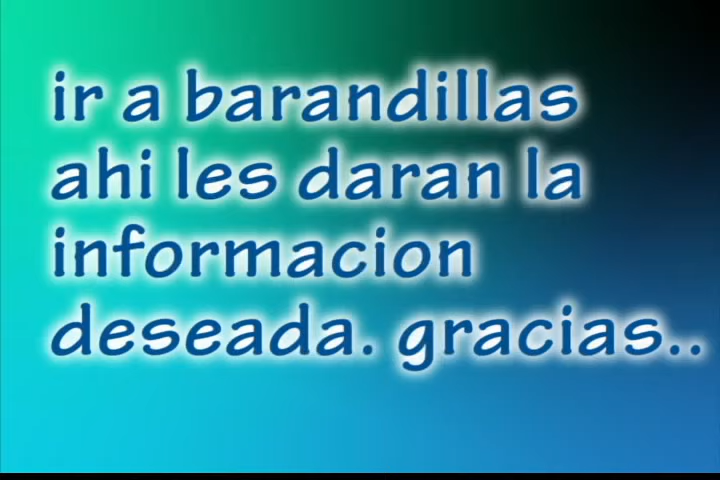 ir a barandillas
ahi les daran la
informacion
deseada. gracias..